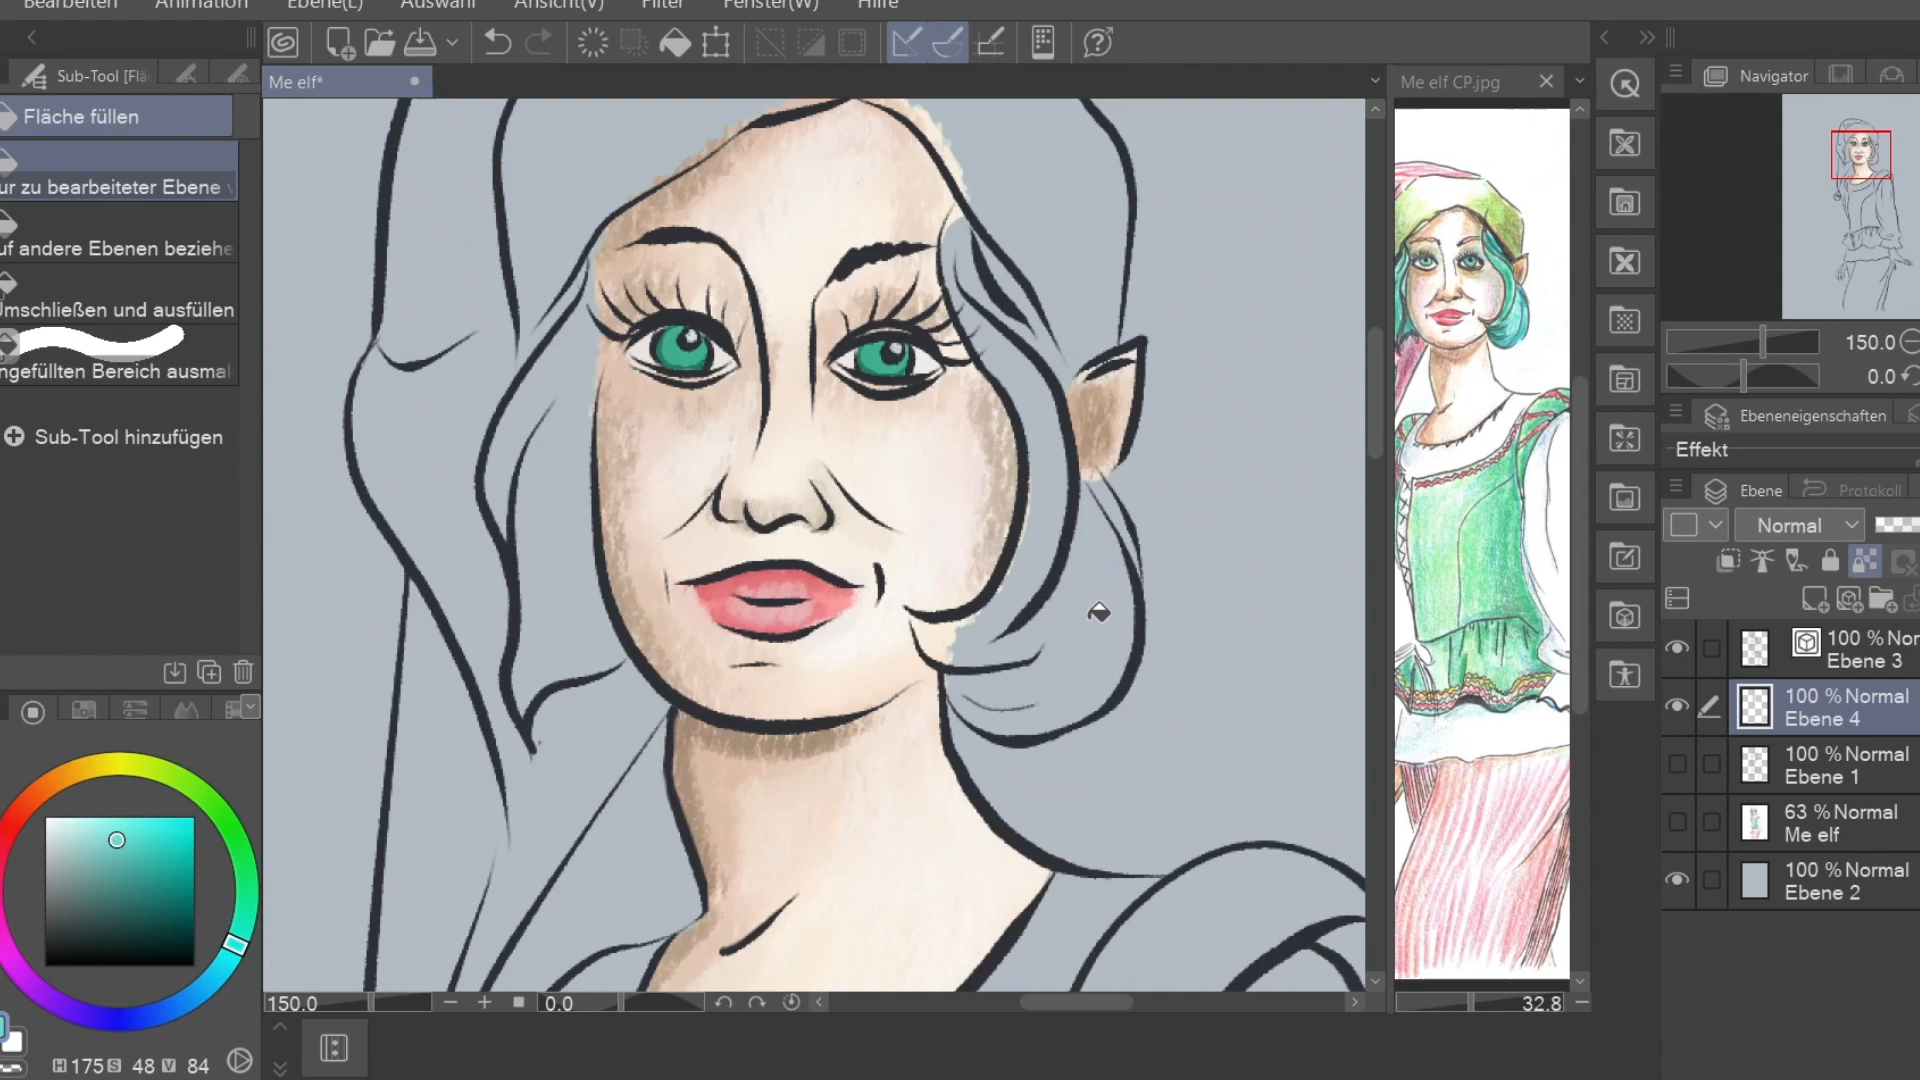 Bearbeiten Animation Ebene(L) Auswahl Ansicht(V) Filter Fenster(W) Hilfe
Sub-Tool [Flä
Me elf*
Me elf CP.jpg
Navigator
Fläche füllen
ur zu bearbeiteter Ebene
uf andere Ebenen beziehe
Umschließen und ausfüllen
ngefüllten Bereich ausmal
Sub-Tool hinzufügen
150.0
0.0
Ebeneneigenschaften
Effekt
Ebene Protokoll
Normal
100 % Nor
Ebene 3
100 % Normal
Ebene 4
100 % Normal
Ebene 1
63 % Normal
Me elf
100 % Normal
Ebene 2
150.0
0.0
32.8
H 175 S 48 V 84